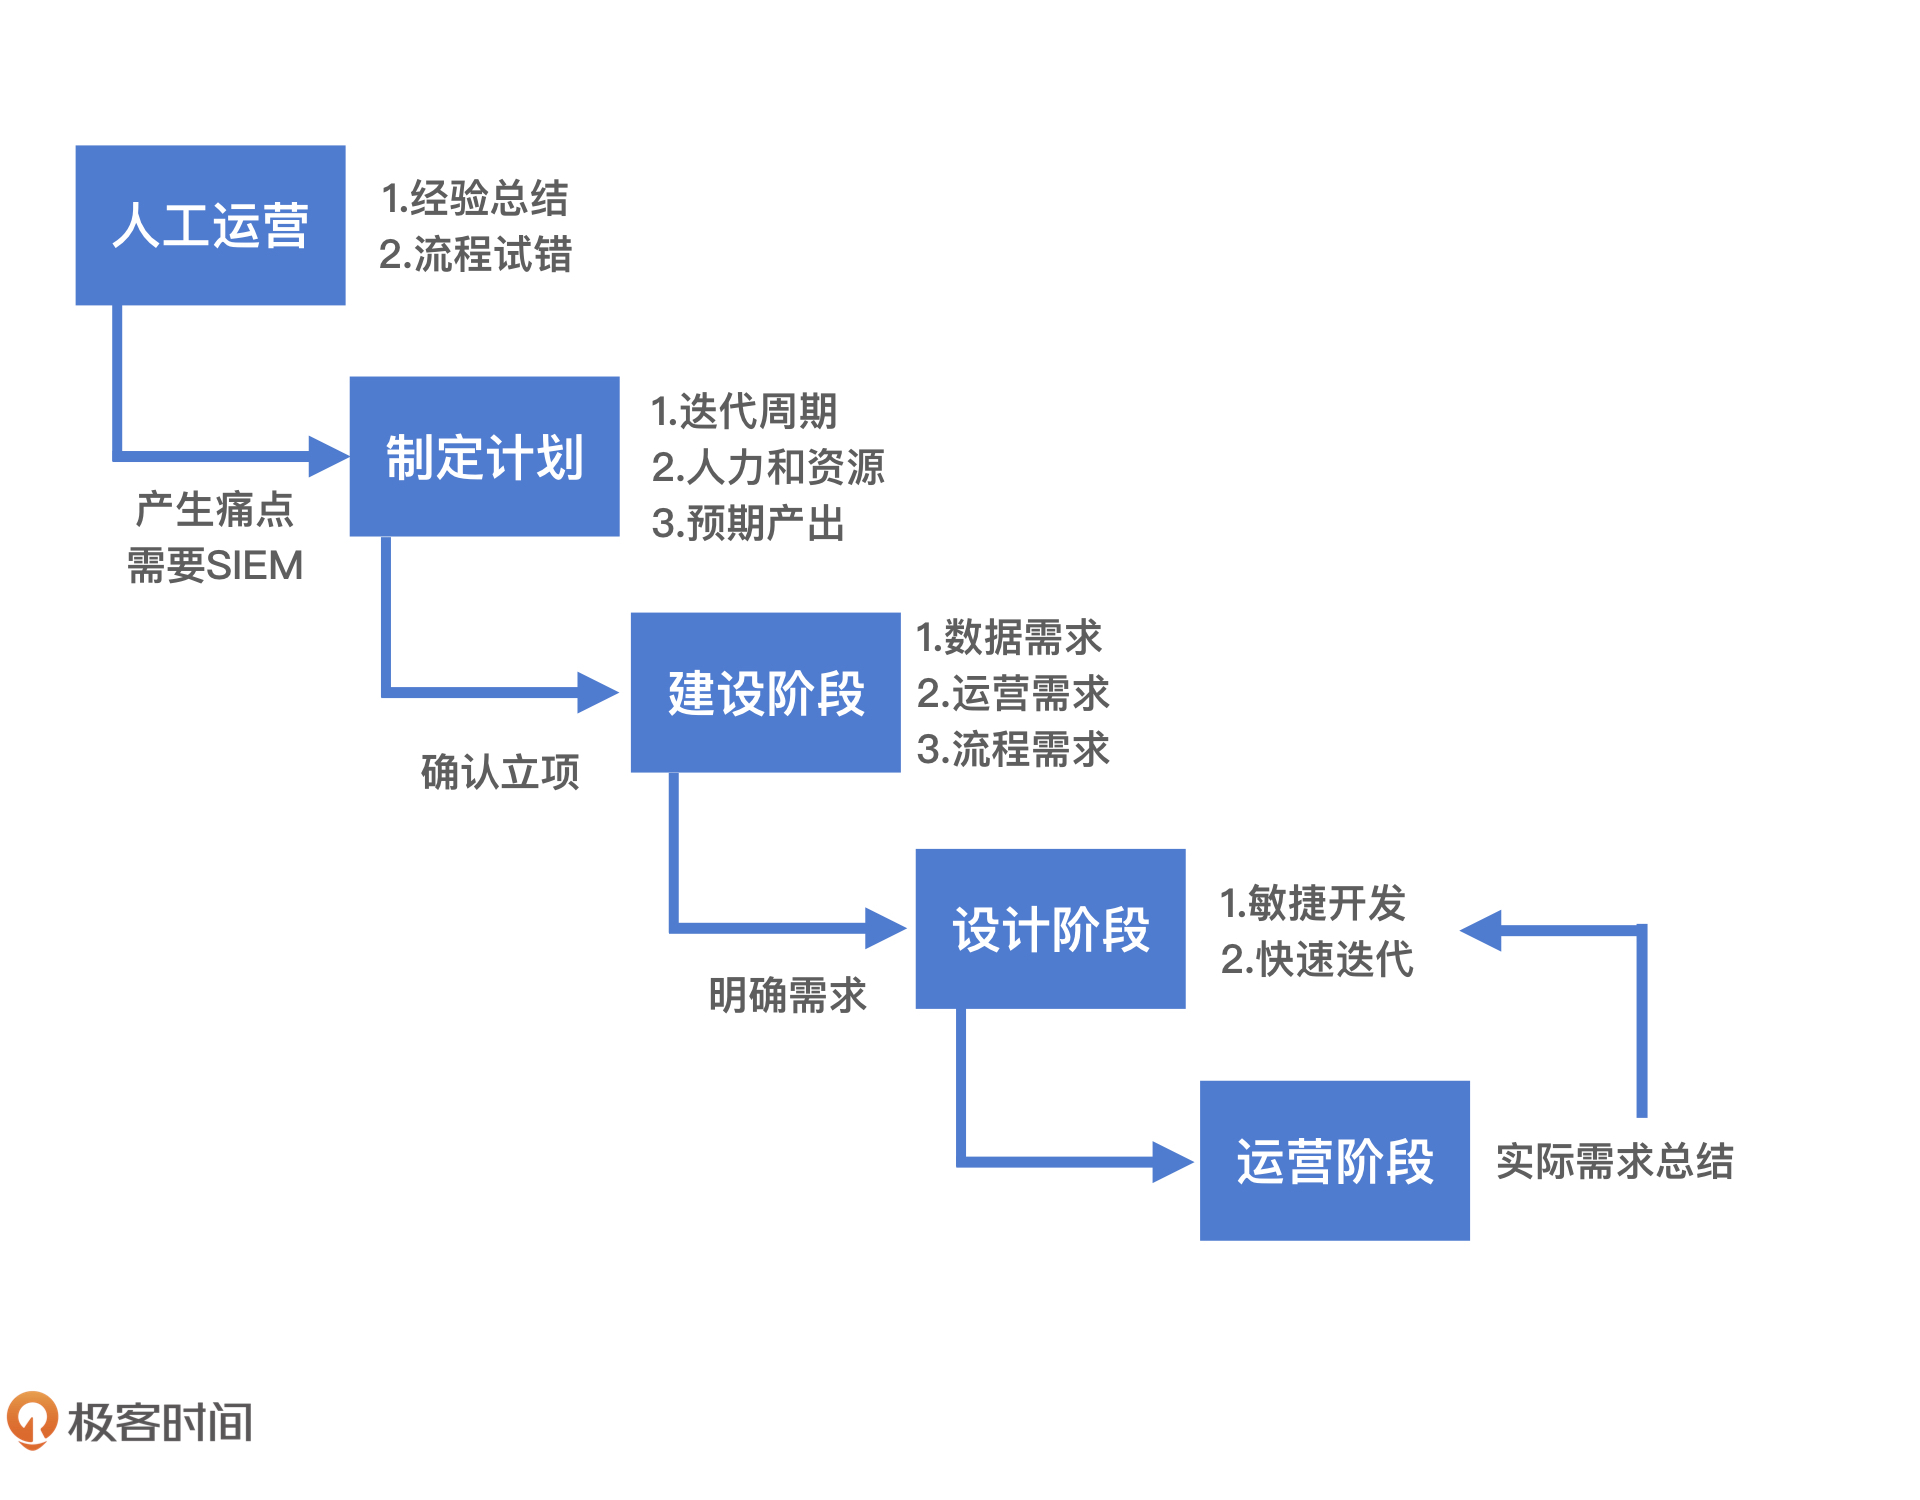 人工运营
1.经验总结
2.流程试错
制定计划
1.迭代周期
2.人力和资源
3.预期产出
产生痛点
需要SIEM
建设阶段
1.数据需求
2.运营需求
3.流程需求
确认立项
设计阶段
1.敏捷开发
2.快速迭代
明确需求
运营阶段
实际需求总结
极客时间